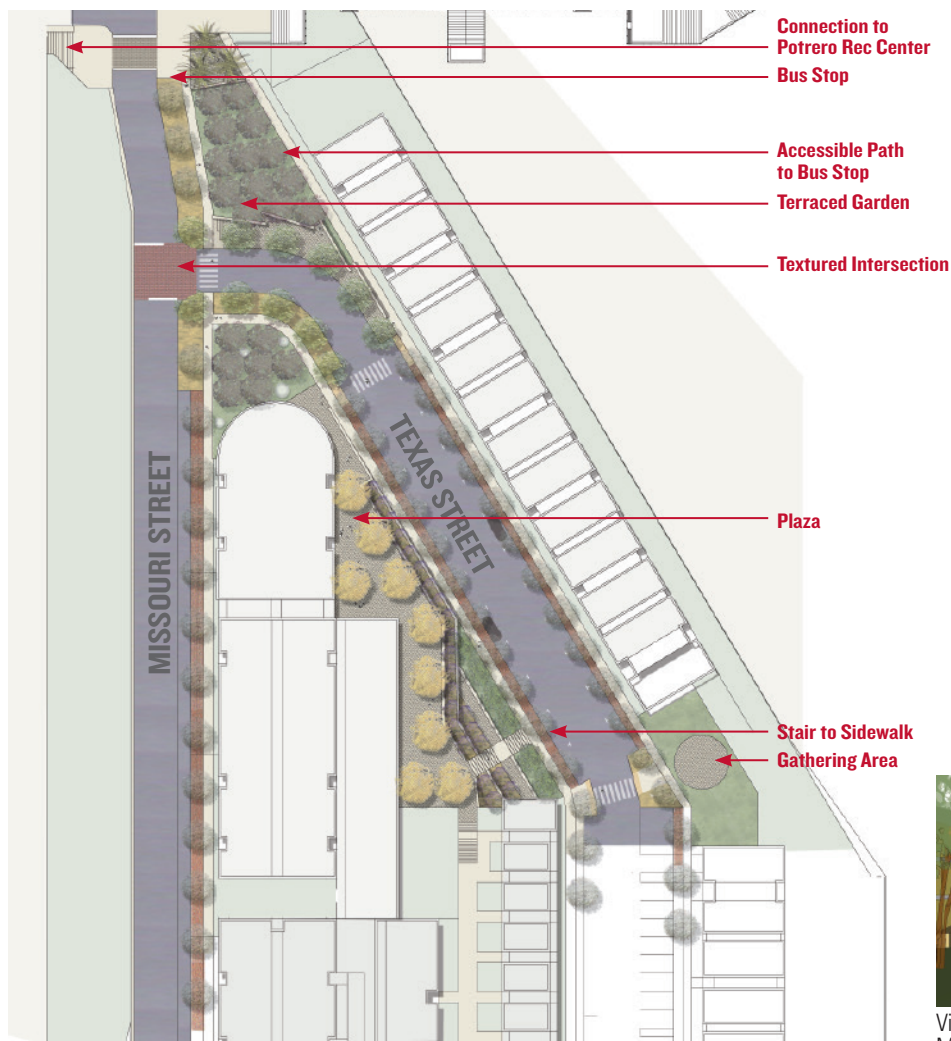 Connection to
Potrero Rec Center
Bus Stop
Accessible Path
to Bus Stop
Terraced Garden
Textured Intersection
MISSOURI STREET
TEXAS STREET
Plaza
Stair to Sidewalk
Gathering Area